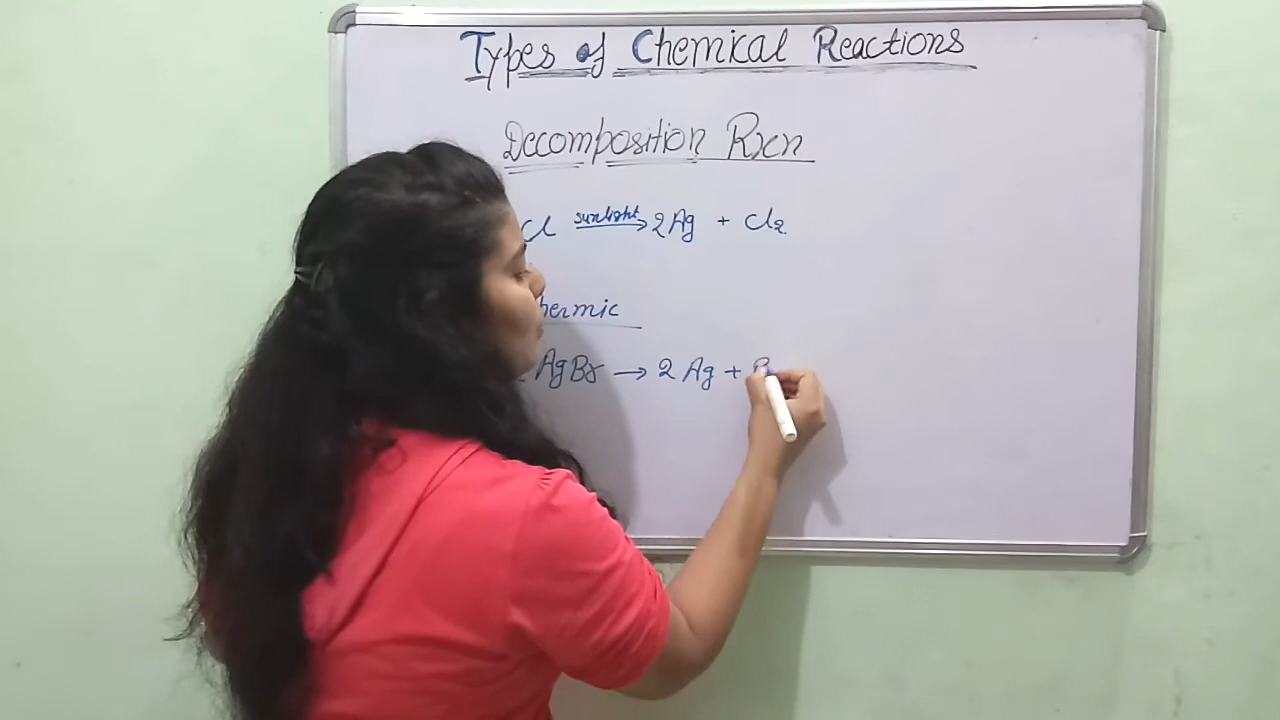 Types of Chemical Reactions
Decomposition Rxn
Cl sunlight → 2Ag + Cl2
hermic
AgBr → 2 Ag + B